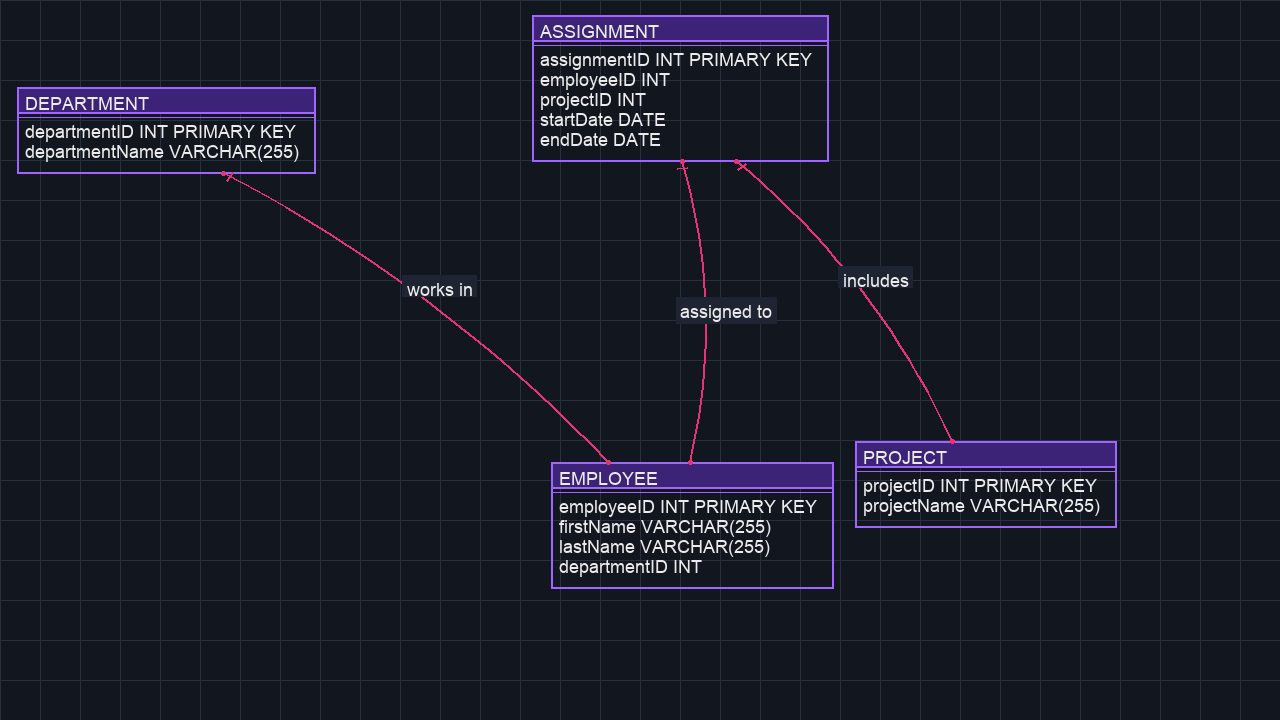 ASSIGNMENT
assignmentID INT PRIMARY KEY
employeeID INT
projectID INT
startDate DATE
endDate DATE
DEPARTMENT
departmentID INT PRIMARY KEY
departmentName VARCHAR(255)
works in
assigned to
includes
EMPLOYEE
employeeID INT PRIMARY KEY
firstName VARCHAR(255)
lastName VARCHAR(255)
departmentID INT
PROJECT
projectID INT PRIMARY KEY
projectName VARCHAR(255)